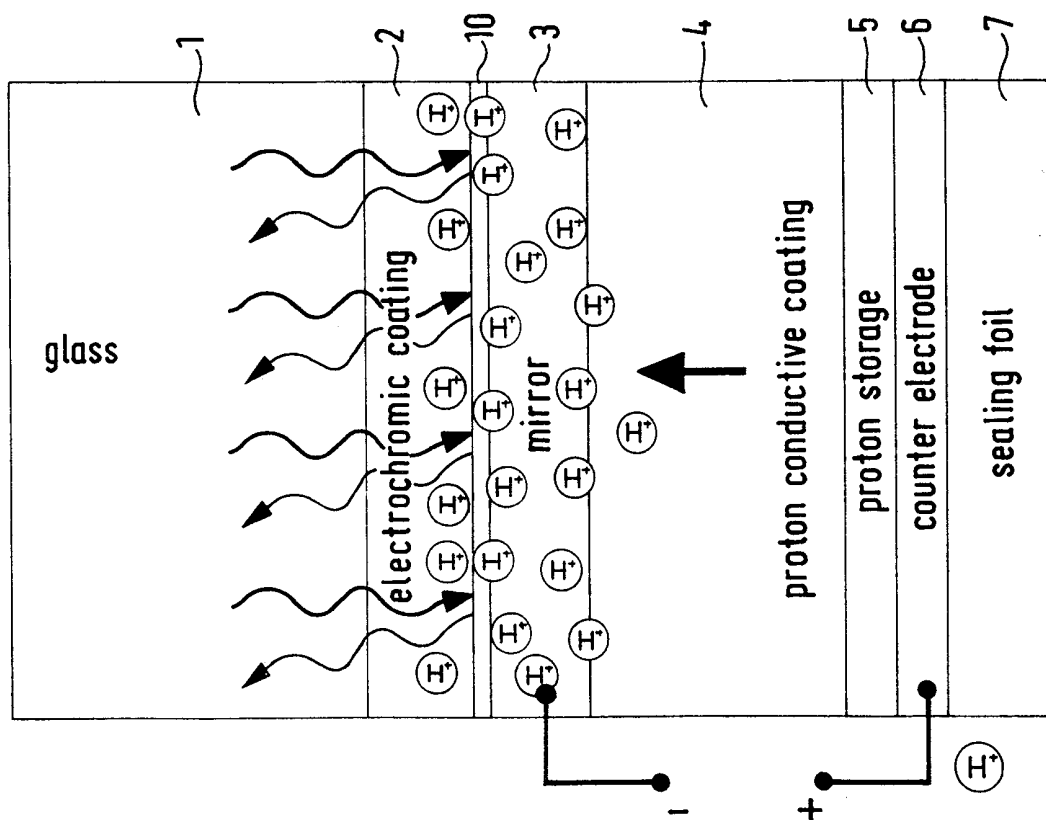 1
2
10
3
4
5
6
7
glass
electrochromic coating
H+
H+
H+
H+
H+
H+
H+
H+
H+
H+
H+
H+
H+
mirror
H+
H+
H+
H+
H+
H+
H+
H+
H+
H+
proton conductive coating
proton storage
counter electrode
sealing foil
−
+
H+